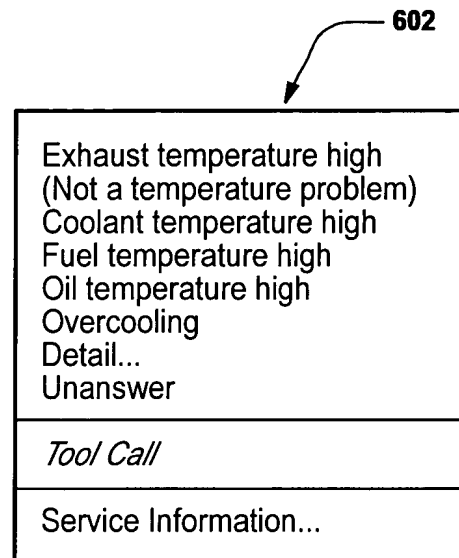 602
Exhaust temperature high
(Not a temperature problem)
Coolant temperature high
Fuel temperature high
Oil temperature high
Overcooling
Detail...
Unanswer
Tool Call
Service Information...